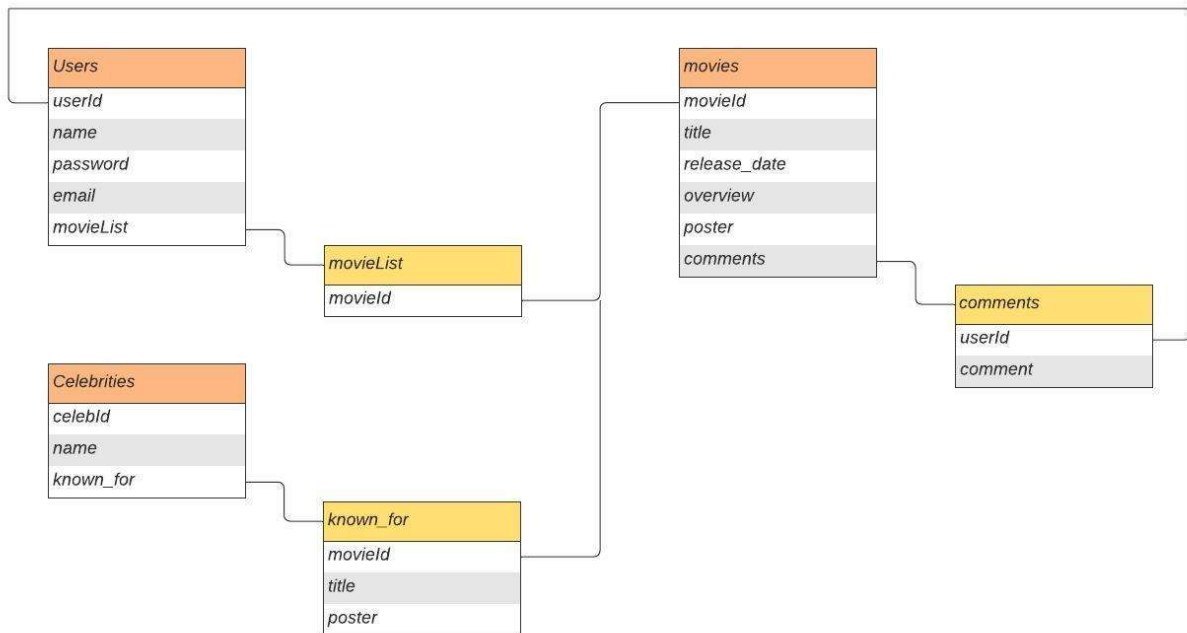 Users
userId
name
password
email
movieList
movieList
movieId
movies
movieId
title
release_date
overview
poster
comments
comments
userId
comment
Celebrities
celebId
name
known_for
known_for
movieId
title
poster